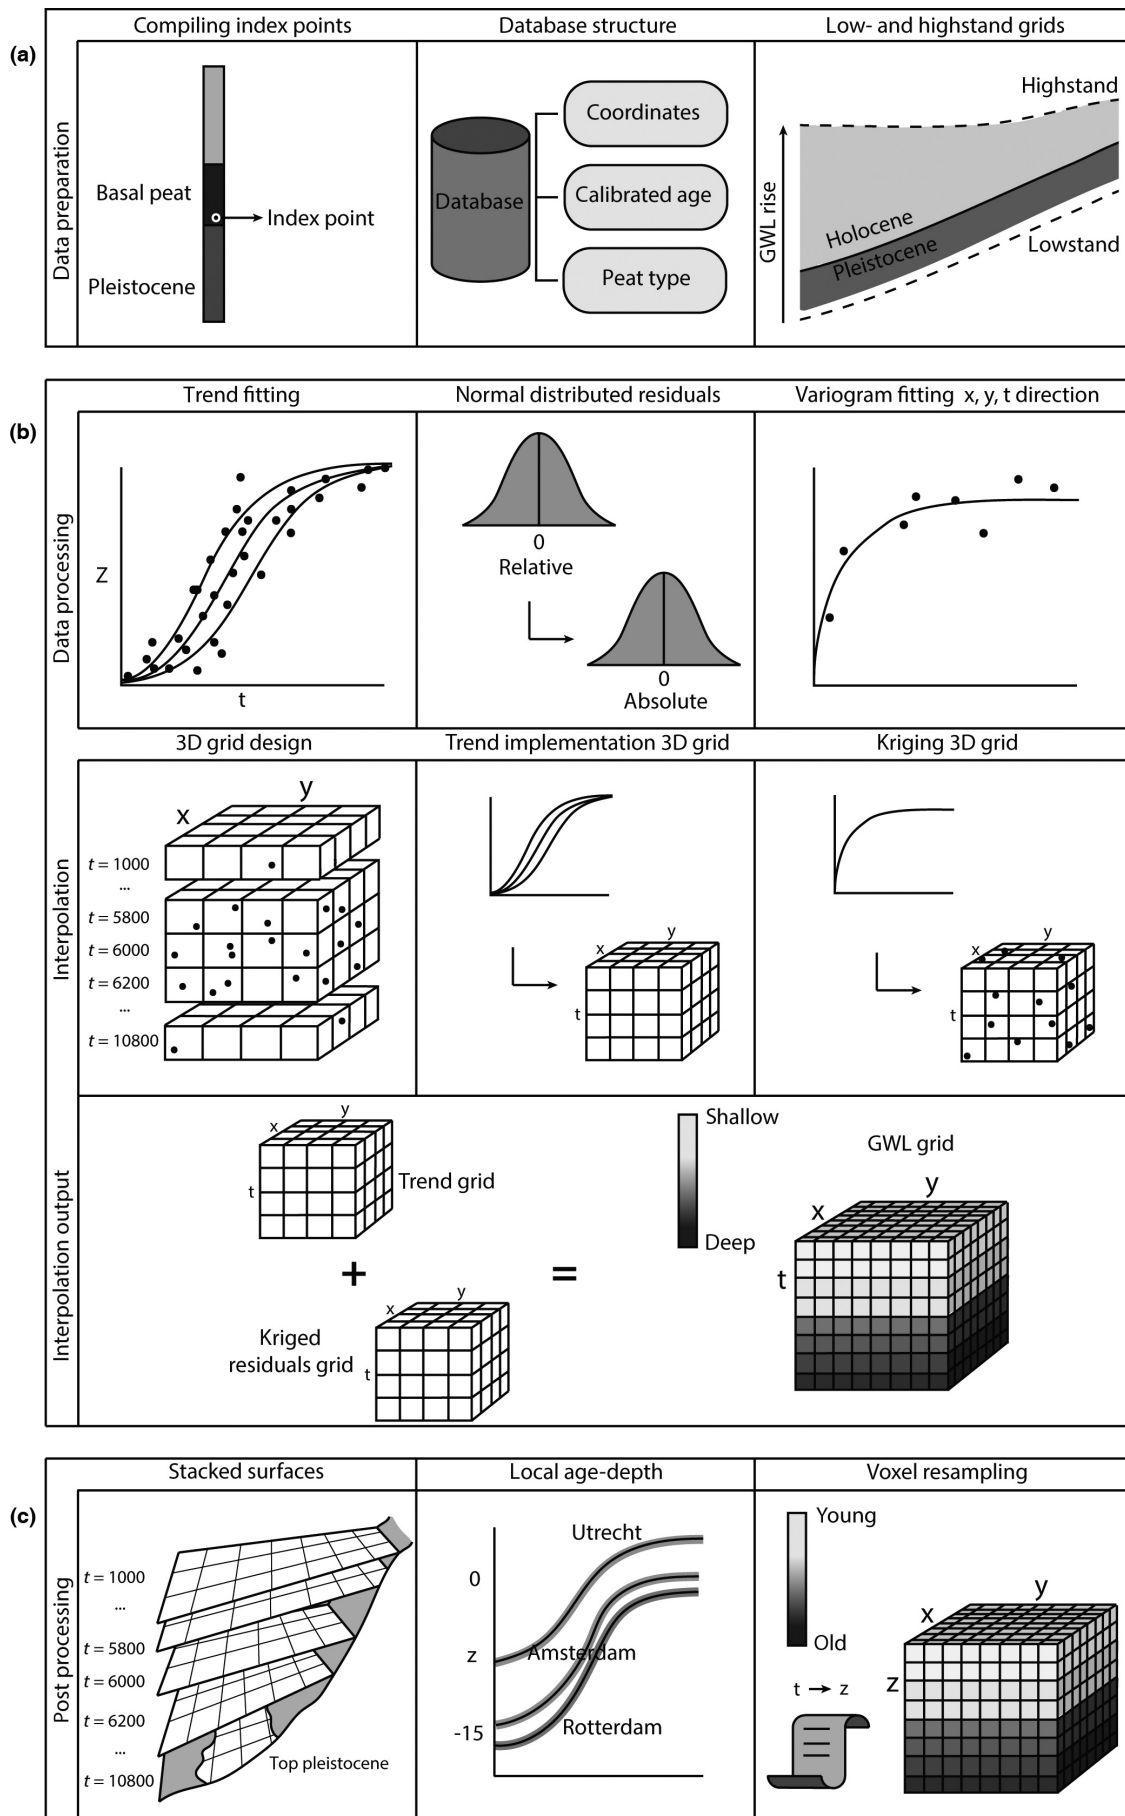 (a)
Data preparation
Compiling index points
Basal peat
Index point
Pleistocene
Database structure
Database
Coordinates
Calibrated age
Peat type
Low- and highstand grids
Highstand
GWL rise
Holocene
Pleistocene
Lowstand
(b)
Data processing
Trend fitting
Z
t
Normal distributed residuals
0
Relative
0
Absolute
Variogram fitting x, y, t direction
Interpolation
3D grid design
y
x
t = 1000
...
t = 5800
t = 6000
t = 6200
...
t = 10800
Trend implementation 3D grid
y
x
t
Kriging 3D grid
y
x
t
Interpolation output
y
x
t
Trend grid
+
y
x
Kriged
residuals grid
t
=
Shallow
Deep
GWL grid
y
x
t
(c)
Post processing
Stacked surfaces
t = 1000
...
t = 5800
t = 6000
t = 6200
...
t = 10800
Top pleistocene
Local age-depth
Utrecht
0
z
Amsterdam
-15
Rotterdam
Voxel resampling
Young
Old
t → z
y
x
z